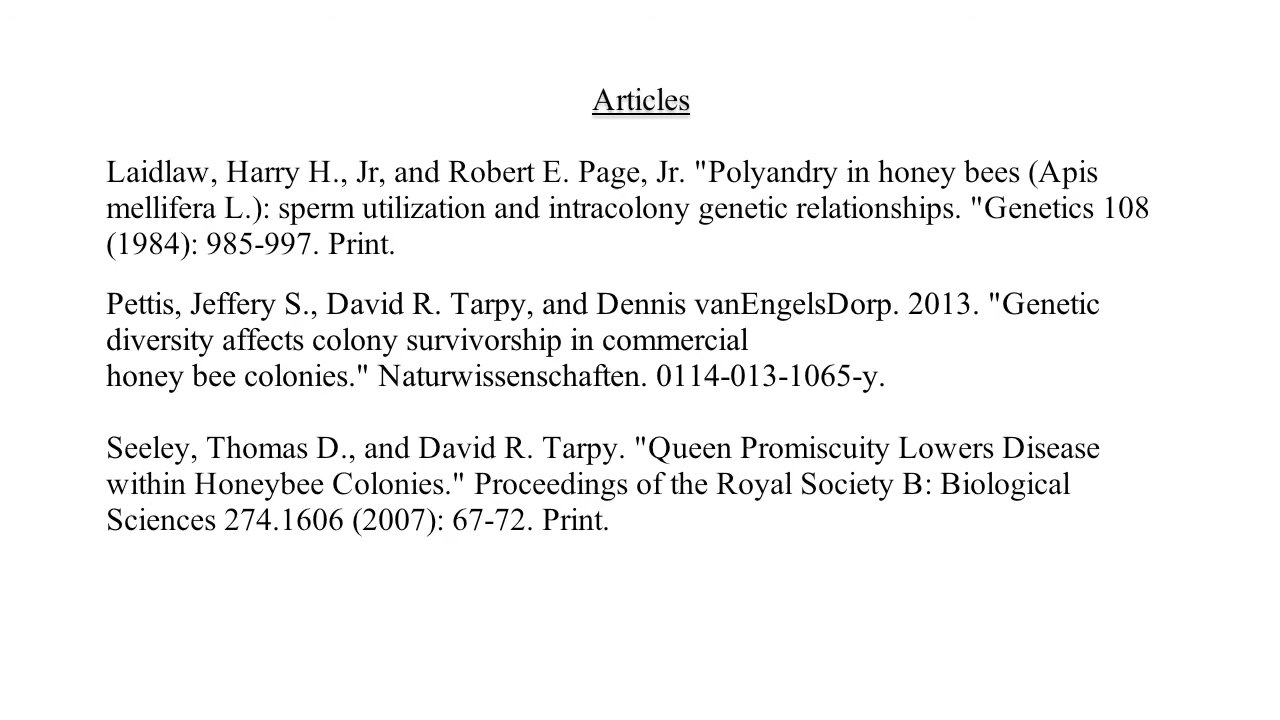 Articles
Laidlaw, Harry H., Jr, and Robert E. Page, Jr. "Polyandry in honey bees (Apis
mellifera L.): sperm utilization and intracolony genetic relationships. "Genetics 108
(1984): 985-997. Print.
Pettis, Jeffery S., David R. Tarpy, and Dennis vanEngelsDorp. 2013. "Genetic
diversity affects colony survivorship in commercial
honey bee colonies." Naturwissenschaften. 0114-013-1065-y.
Seeley, Thomas D., and David R. Tarpy. "Queen Promiscuity Lowers Disease
within Honeybee Colonies." Proceedings of the Royal Society B: Biological
Sciences 274.1606 (2007): 67-72. Print.